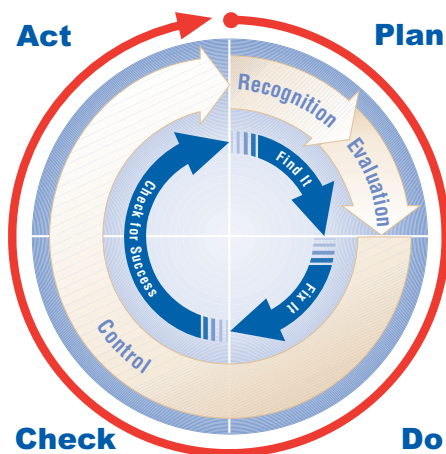 Act
Plan
Recognition
Evaluation
Find It
Check for Success
Fix It
Control
Check
Do